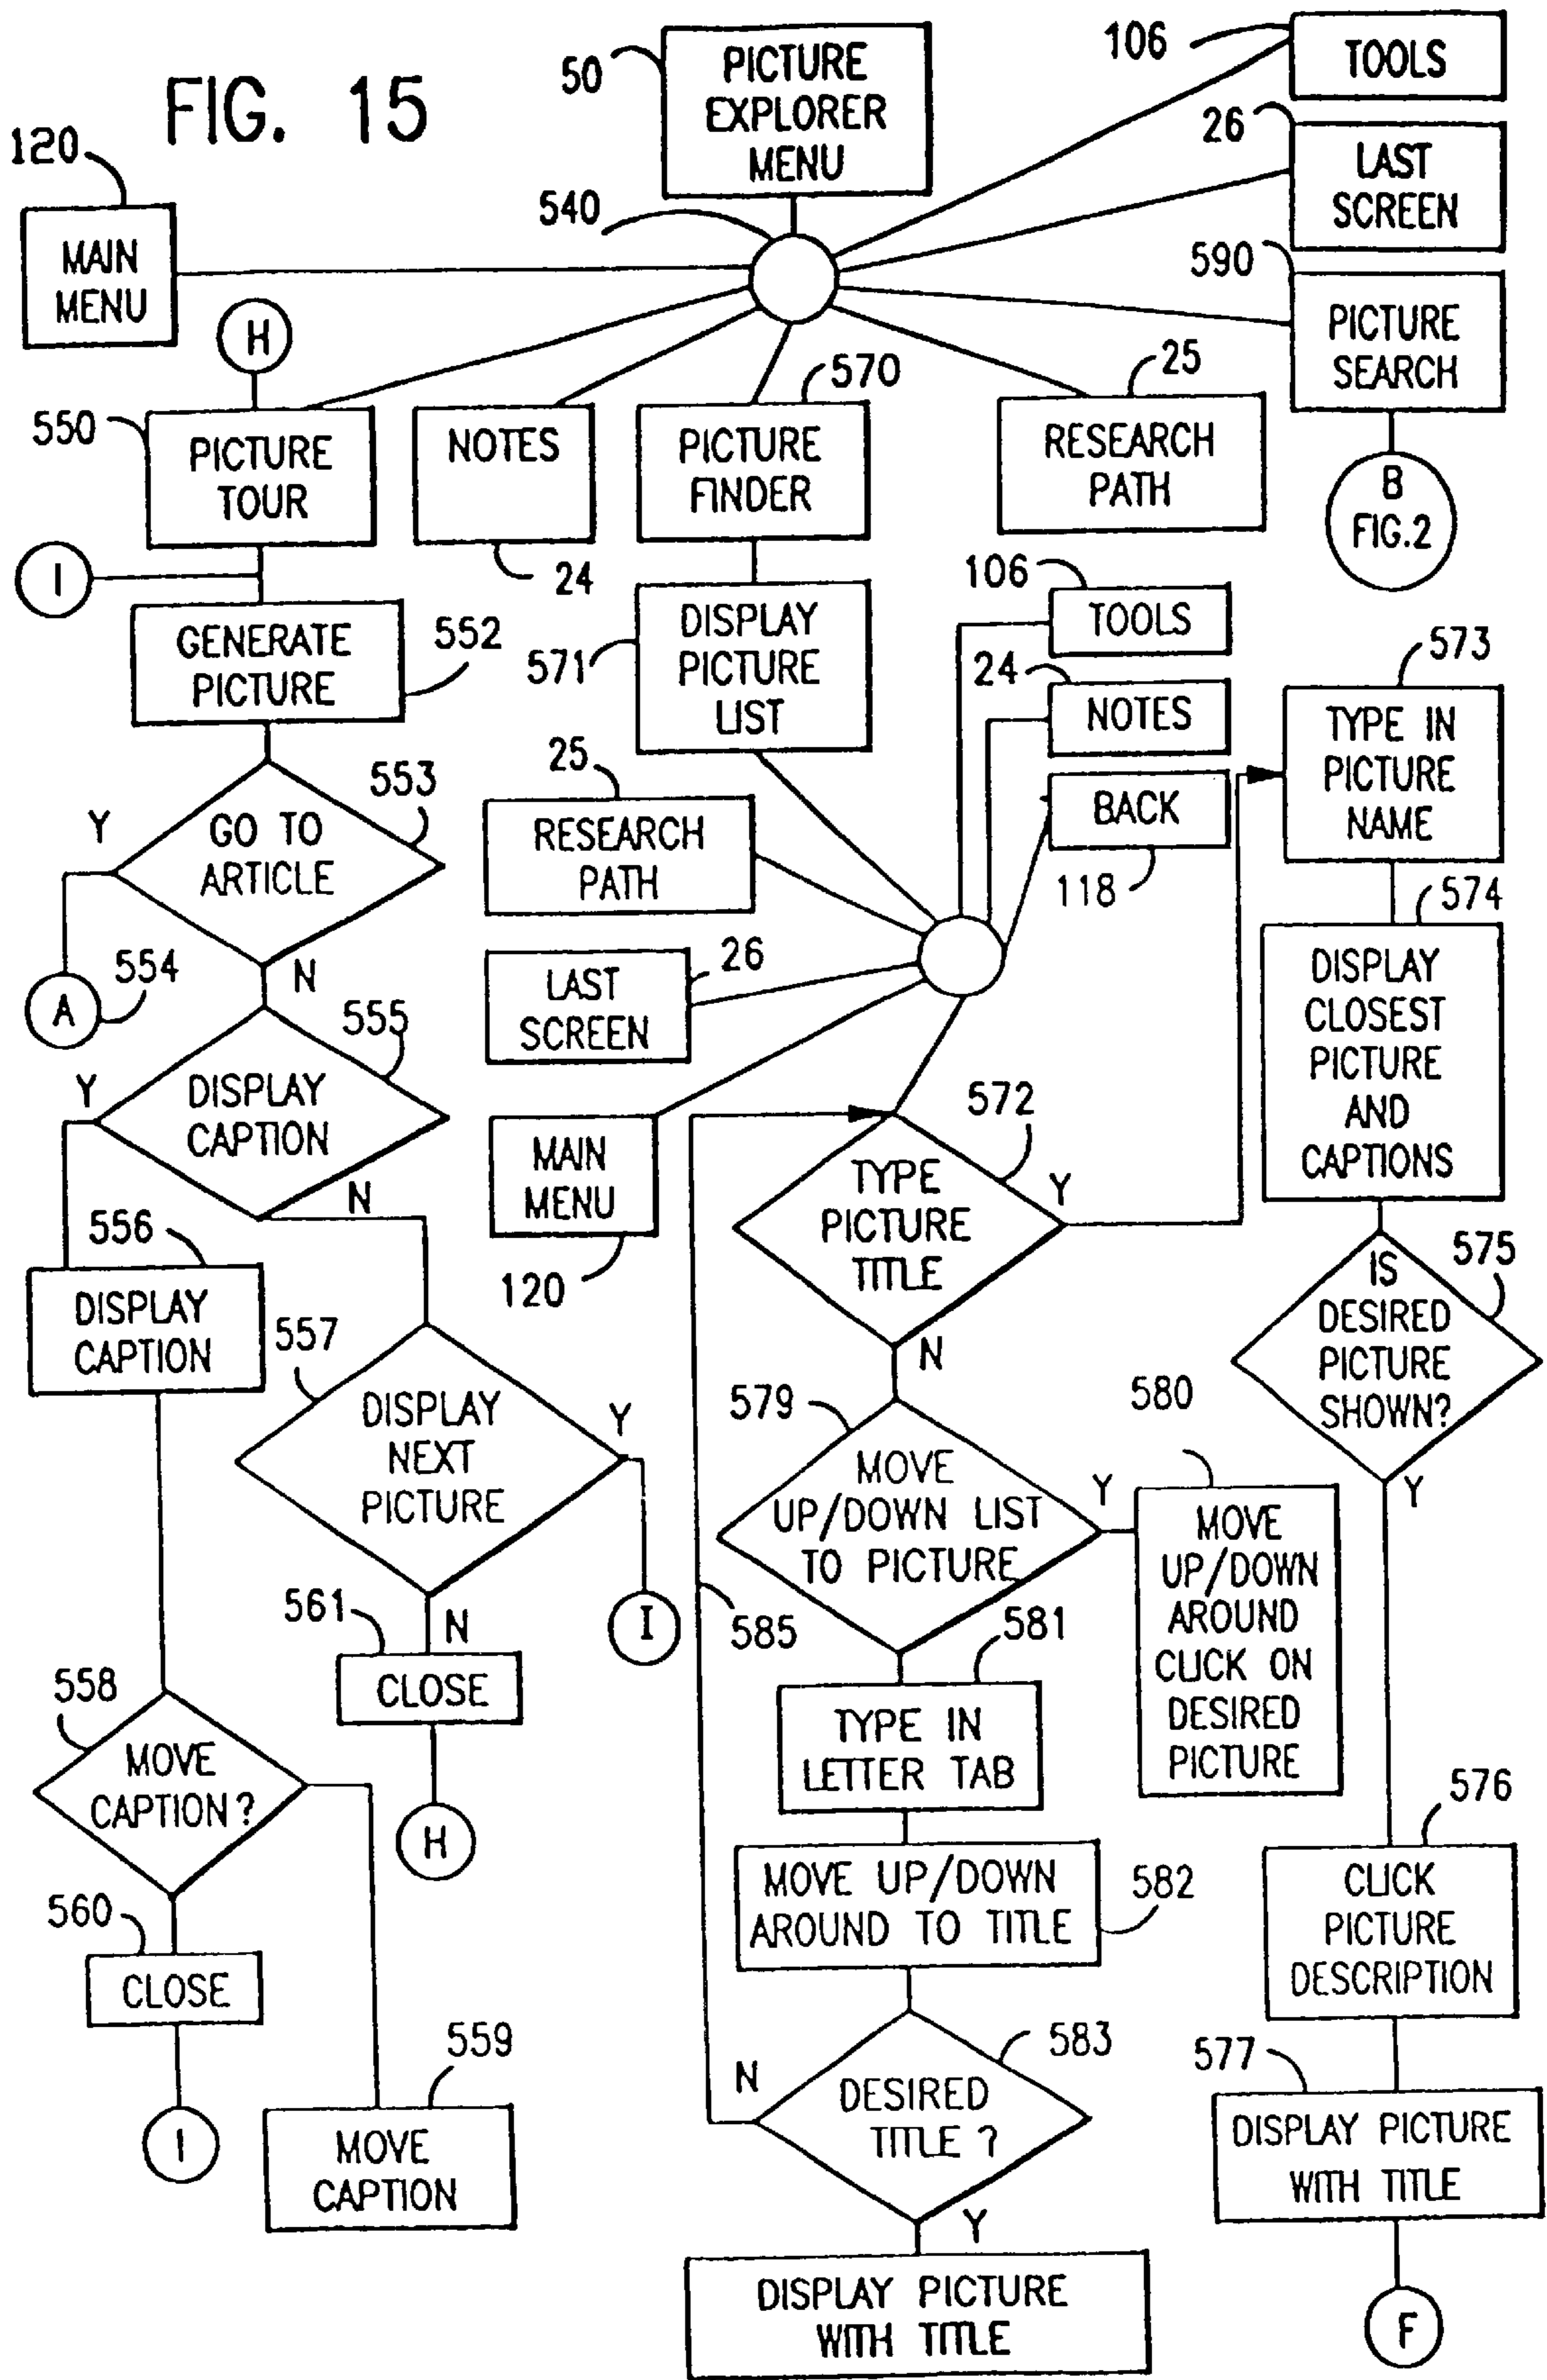 FIG. 15
50
PICTURE
EXPLORER
MENU
106
TOOLS
26
LAST
SCREEN
120
MAIN
MENU
540
590
PICTURE
SEARCH
B
FIG.2
H
550
PICTURE
TOUR
NOTES
24
570
PICTURE
FINDER
25
RESEARCH
PATH
I
GENERATE
PICTURE
552
571
DISPLAY
PICTURE
LIST
106
TOOLS
24
NOTES
BACK
118
573
TYPE IN
PICTURE
NAME
553
Y
GO TO
ARTICLE
N
A
554
25
RESEARCH
PATH
26
LAST
SCREEN
MAIN
MENU
120
574
DISPLAY
CLOSEST
PICTURE
AND
CAPTIONS
555
Y
DISPLAY
CAPTION
N
556
DISPLAY
CAPTION
557
DISPLAY
NEXT
PICTURE
Y
N
I
561
CLOSE
H
572
TYPE
PICTURE
TITLE
Y
N
575
IS
DESIRED
PICTURE
SHOWN?
Y
579
MOVE
UP/DOWN LIST
TO PICTURE
Y
580
MOVE
UP/DOWN
AROUND
CLICK ON
DESIRED
PICTURE
585
581
TYPE IN
LETTER TAB
558
MOVE
CAPTION?
560
CLOSE
I
559
MOVE
CAPTION
MOVE UP/DOWN
AROUND TO TITLE
582
576
CLICK
PICTURE
DESCRIPTION
583
N
DESIRED
TITLE ?
Y
DISPLAY PICTURE
WITH TITLE
577
DISPLAY PICTURE
WITH TITLE
F